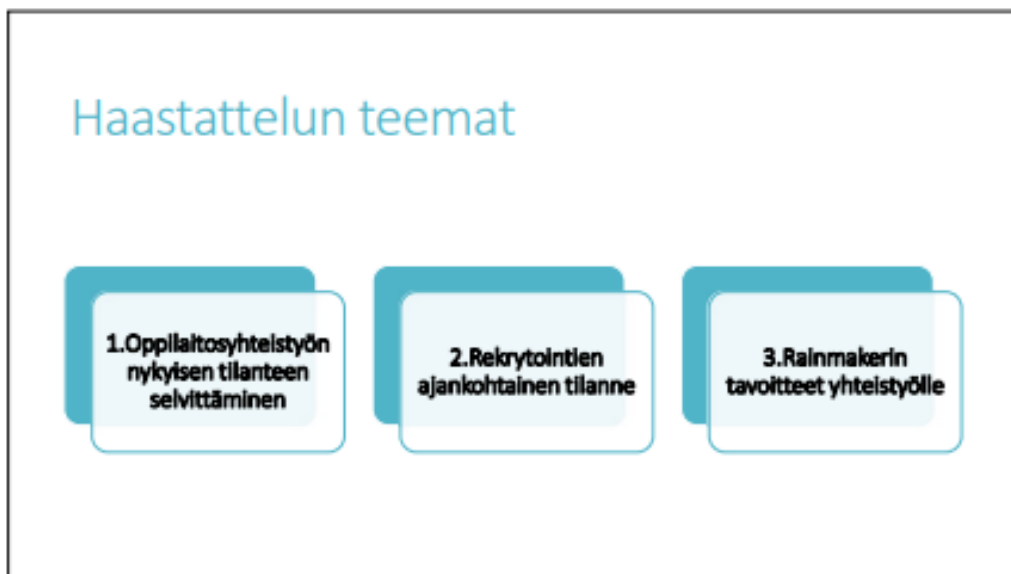 Haastattelun teemat
1.Oppilaitosyhteistyön
nykyisen tilanteen
selvittäminen
2.Rekrytointien
ajankohtainen tilanne
3.Rainmakerin
tavoitteet yhteistyölle